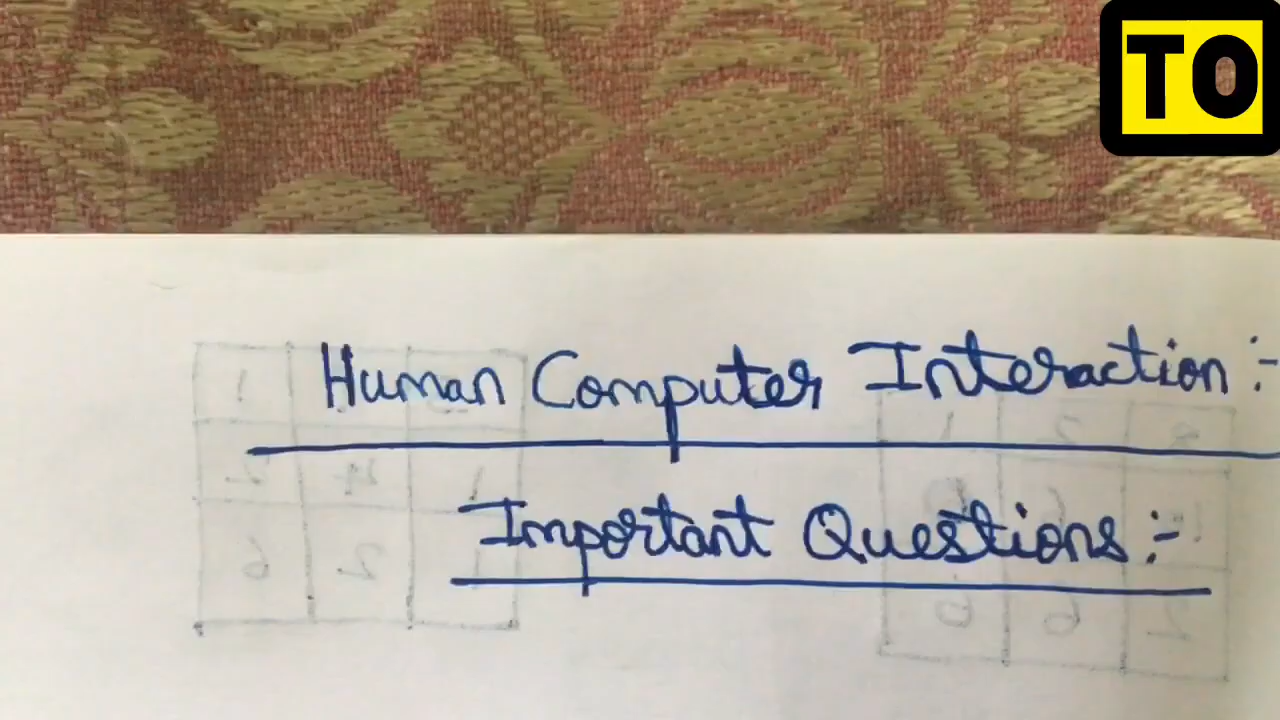 TO
Human Computer Interaction :-
Important Questions :-